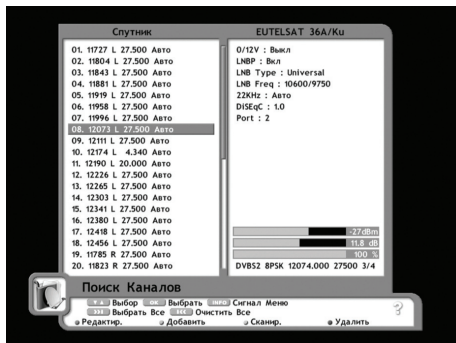 Спутник
01. 11727 L 27.500 Авто
02. 11804 L 27.500 Авто
03. 11843 L 27.500 Авто
04. 11881 L 27.500 Авто
05. 11919 L 27.500 Авто
06. 11958 L 27.500 Авто
07. 11996 L 27.500 Авто
08. 12073 L 27.500 Авто
09. 12111 L 27.500 Авто
10. 12174 L 4.340 Авто
11. 12190 L 20.000 Авто
12. 12226 L 27.500 Авто
13. 12265 L 27.500 Авто
14. 12303 L 27.500 Авто
15. 12341 L 27.500 Авто
16. 12380 L 27.500 Авто
17. 12418 L 27.500 Авто
18. 12456 L 27.500 Авто
19. 11785 R 27.500 Авто
20. 11823 R 27.500 Авто
EUTELSAT 36A/Ku
0/12V : Выкл
LNBP : Вкл
LNB Type : Universal
LNB Freq : 10600/9750
22KHz : Авто
DiSEqC : 1.0
Port : 2
-27dBm
11.8 dB
100 %
DVBS2 8PSK 12074.000 27500 3/4
Поиск Каналов
Выбор OK Выбрать INFO Сигнал Меню
Выбрать Все Очистить Все
Редактир. Добавить Сканир. Удалить
?